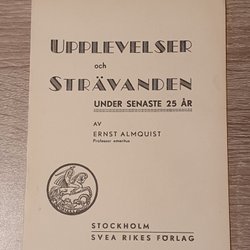 UPPLEVELSER
och
STRÄVANDEN
UNDER SENASTE 25 ÅR
AV
ERNST ALMQUIST
Professor emeritus
STOCKHOLM
SVEA RIKES FÖRLAG